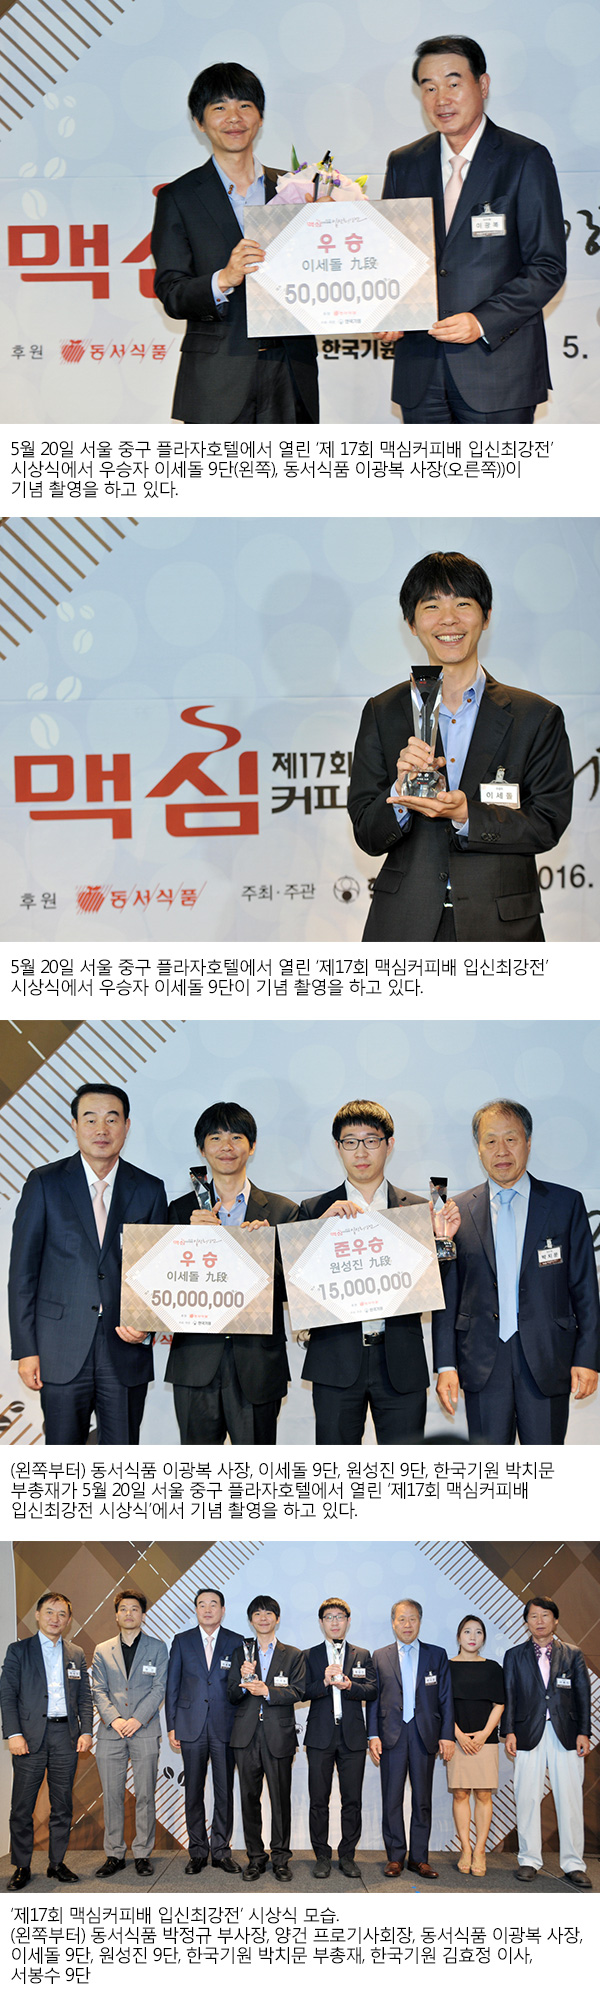 맥심
우승
이세돌 九段
50,000,000
후원 동서식품
한국기원
5.
이광복
5월 20일 서울 중구 플라자호텔에서 열린 ‘제 17회 맥심커피배 입신최강전’
시상식에서 우승자 이세돌 9단(왼쪽), 동서식품 이광복 사장(오른쪽))이
기념 촬영을 하고 있다.
맥심
제17회
커피
이세돌
후원 동서식품 주최·주관
2016.
5월 20일 서울 중구 플라자호텔에서 열린 ‘제17회 맥심커피배 입신최강전’
시상식에서 우승자 이세돌 9단이 기념 촬영을 하고 있다.
우승
이세돌 九段
50,000,000
준우승
원성진 九段
15,000,000
박치문
(왼쪽부터) 동서식품 이광복 사장, 이세돌 9단, 원성진 9단, 한국기원 박치문
부총재가 5월 20일 서울 중구 플라자호텔에서 열린 ‘제17회 맥심커피배
입신최강전 시상식’에서 기념 촬영을 하고 있다.
‘제17회 맥심커피배 입신최강전‘ 시상식 모습.
(왼쪽부터) 동서식품 박정규 부사장, 양건 프로기사회장, 동서식품 이광복 사장,
이세돌 9단, 원성진 9단, 한국기원 박치문 부총재, 한국기원 김효정 이사,
서봉수 9단